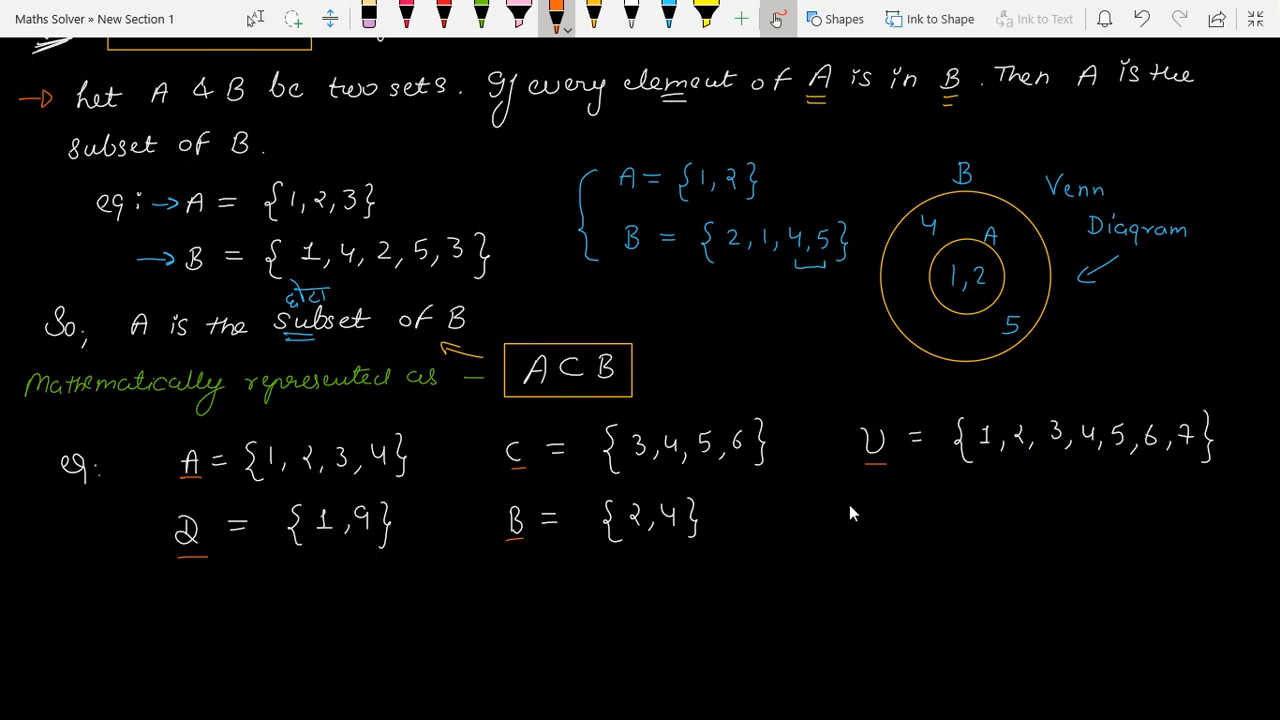 Maths Solver » New Section 1
Shapes
Ink to Shape
Ink to Text
Let A & B be two sets. If every element of A is in B. Then A is the
subset of B.
eg: → A = {1, 2, 3}
→ B = { 1, 4, 2, 5, 3 }
छोटा
So, A is the subset of B
A = {1, 2}
B = { 2, 1, 4, 5}
B
Venn
Diagram
4
A
1, 2
5
Mathematically represented as — A ⊂ B
eg: A = {1, 2, 3, 4} C = {3, 4, 5, 6} U = {1, 2, 3, 4, 5, 6, 7}
D = {1, 9} B = {2, 4}